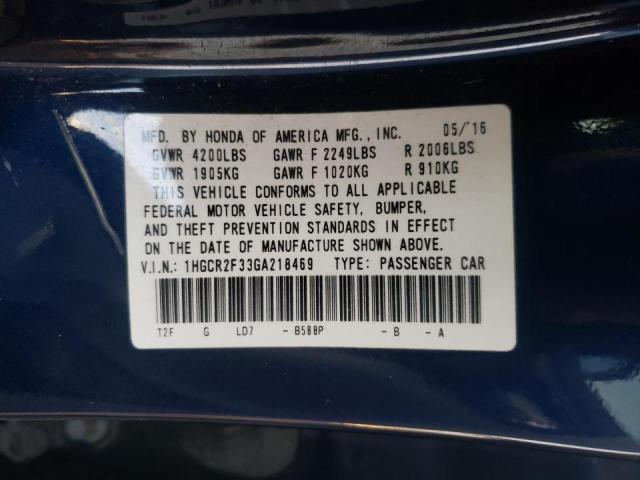 MFD. BY HONDA OF AMERICA MFG., INC. 05/'16
GVWR 4200LBS GAWR F 2249LBS R 2006LBS
GVWR 1905KG GAWR F 1020KG R 910KG
THIS VEHICLE CONFORMS TO ALL APPLICABLE
FEDERAL MOTOR VEHICLE SAFETY, BUMPER,
AND THEFT PREVENTION STANDARDS IN EFFECT
ON THE DATE OF MANUFACTURE SHOWN ABOVE.
V.I.N.: 1HGCR2F33GA218469 TYPE: PASSENGER CAR
T2F G LD7 - B588P - B - A